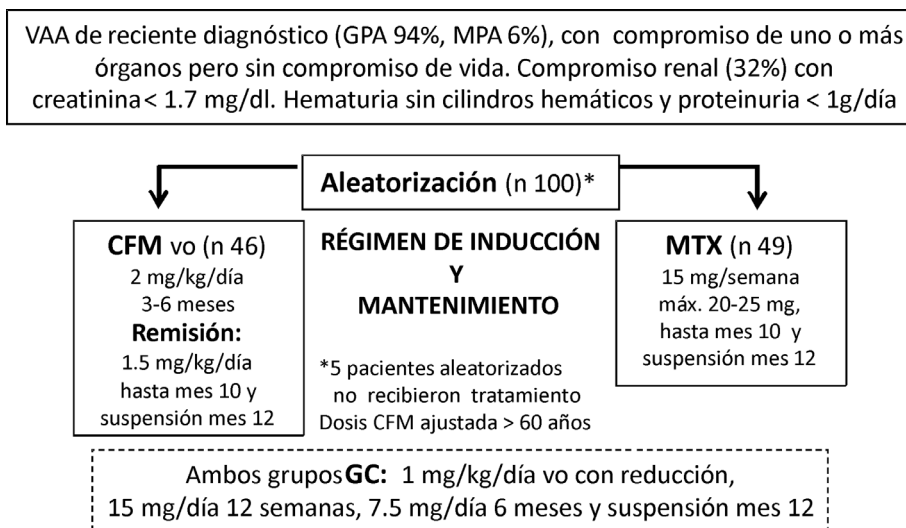 VAA de reciente diagnóstico (GPA 94%, MPA 6%), con compromiso de uno o más
órganos pero sin compromiso de vida. Compromiso renal (32%) con
creatinina < 1.7 mg/dl. Hematuria sin cilindros hemáticos y proteinuria < 1g/día
Aleatorización (n 100)*
CFM vo (n 46)
2 mg/kg/día
3-6 meses
Remisión:
1.5 mg/kg/día
hasta mes 10 y
suspensión mes 12
RÉGIMEN DE INDUCCIÓN
Y
MANTENIMIENTO
*5 pacientes aleatorizados
no recibieron tratamiento
Dosis CFM ajustada > 60 años
MTX (n 49)
15 mg/semana
máx. 20-25 mg,
hasta mes 10 y
suspensión mes 12
Ambos grupos GC: 1 mg/kg/día vo con reducción,
15 mg/día 12 semanas, 7.5 mg/día 6 meses y suspensión mes 12